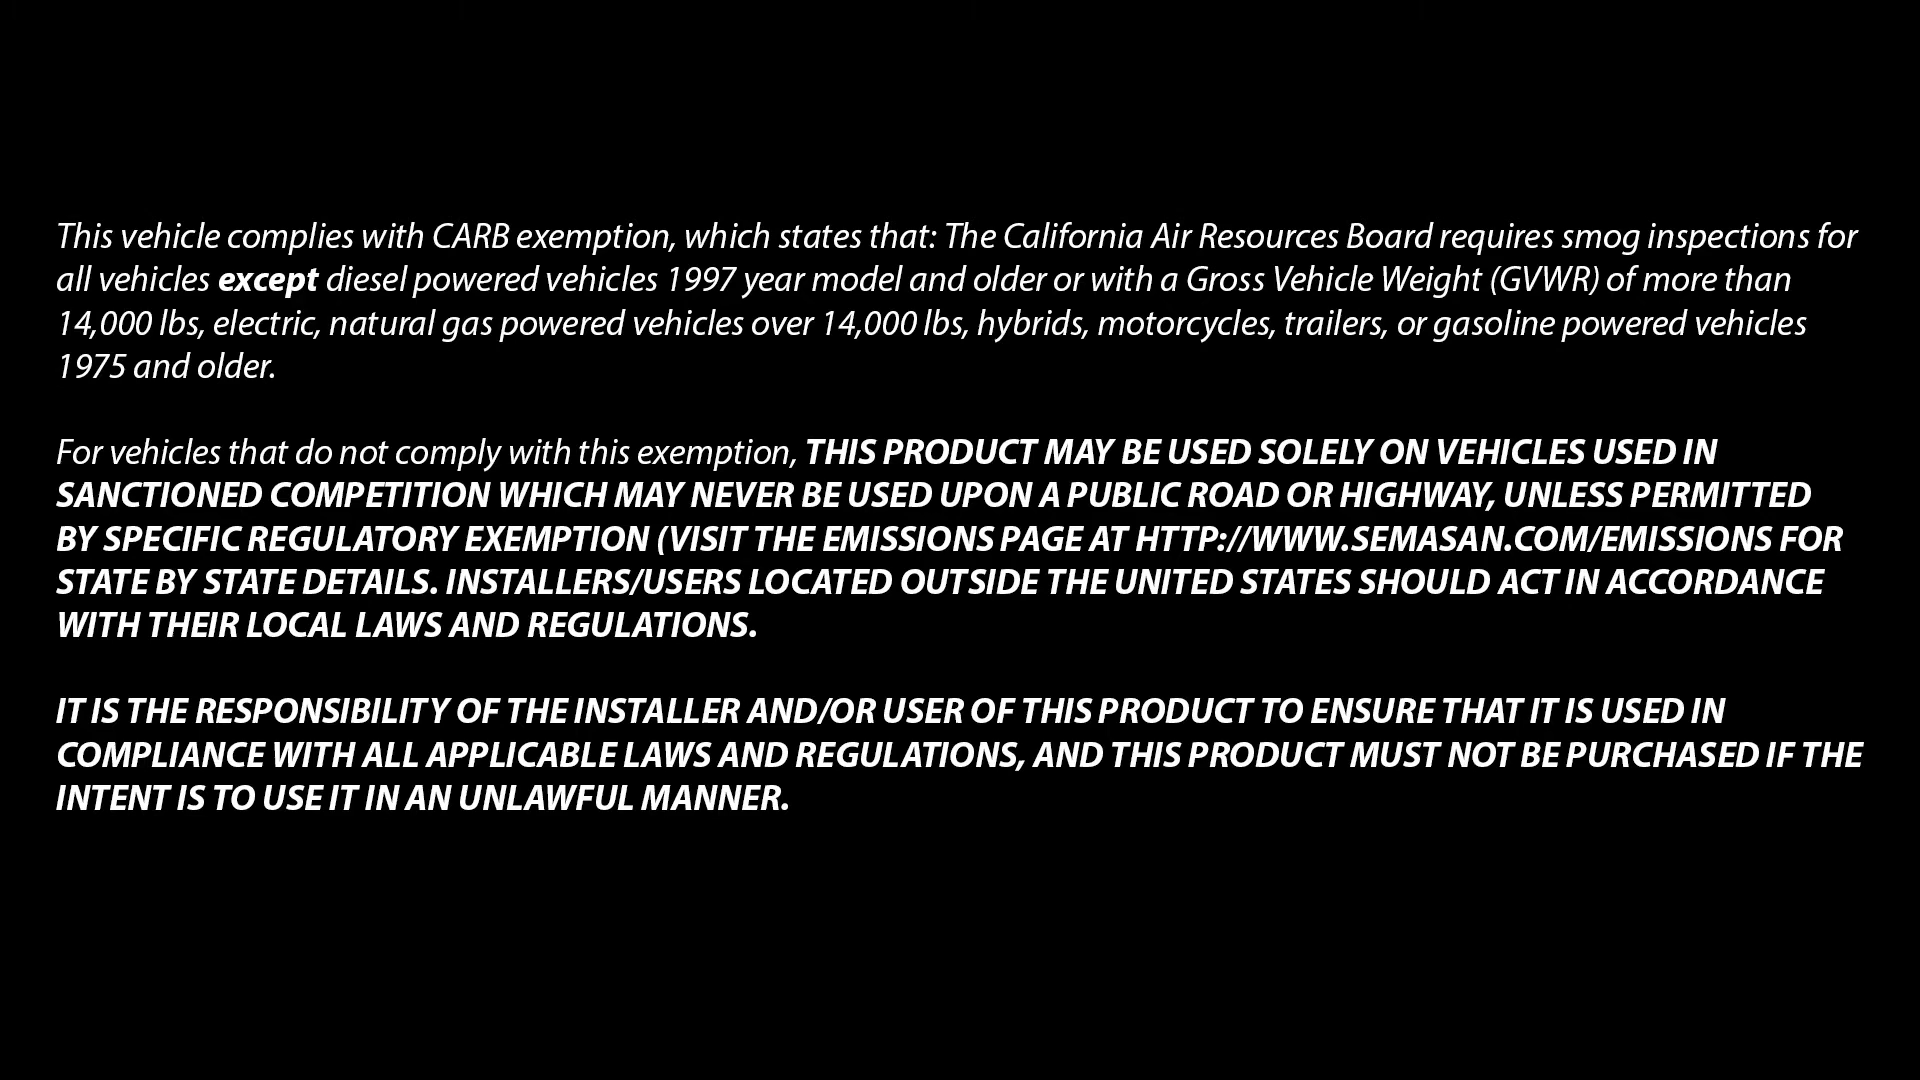 This vehicle complies with CARB exemption, which states that: The California Air Resources Board requires smog inspections for
all vehicles except diesel powered vehicles 1997 year model and older or with a Gross Vehicle Weight (GVWR) of more than
14,000 lbs, electric, natural gas powered vehicles over 14,000 lbs, hybrids, motorcycles, trailers, or gasoline powered vehicles
1975 and older.
For vehicles that do not comply with this exemption, THIS PRODUCT MAY BE USED SOLELY ON VEHICLES USED IN
SANCTIONED COMPETITION WHICH MAY NEVER BE USED UPON A PUBLIC ROAD OR HIGHWAY, UNLESS PERMITTED
BY SPECIFIC REGULATORY EXEMPTION (VISIT THE EMISSIONS PAGE AT HTTP://WWW.SEMASAN.COM/EMISSIONS FOR
STATE BY STATE DETAILS. INSTALLERS/USERS LOCATED OUTSIDE THE UNITED STATES SHOULD ACT IN ACCORDANCE
WITH THEIR LOCAL LAWS AND REGULATIONS.
IT IS THE RESPONSIBILITY OF THE INSTALLER AND/OR USER OF THIS PRODUCT TO ENSURE THAT IT IS USED IN
COMPLIANCE WITH ALL APPLICABLE LAWS AND REGULATIONS, AND THIS PRODUCT MUST NOT BE PURCHASED IF THE
INTENT IS TO USE IT IN AN UNLAWFUL MANNER.